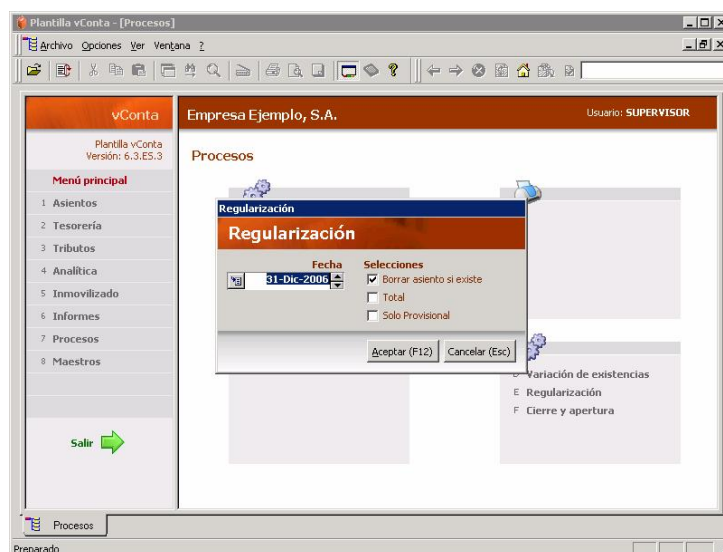 Plantilla vConta - [Procesos]
Archivo Opciones Ver Ventana ?
vConta
Empresa Ejemplo, S.A.
Usuario: SUPERVISOR
Plantilla vConta
Versión: 6.3.ES.3
Menú principal
1 Asientos
2 Tesorería
3 Tributos
4 Analítica
5 Inmovilizado
6 Informes
7 Procesos
8 Maestros
Salir
Procesos
Regularización
Regularización
Fecha
31-Dic-2006
Selecciones
Borrar asiento si existe
Total
Solo Provisional
Aceptar (F12)
Cancelar (Esc)
Variación de existencias
E Regularización
F Cierre y apertura
Procesos
Preparado